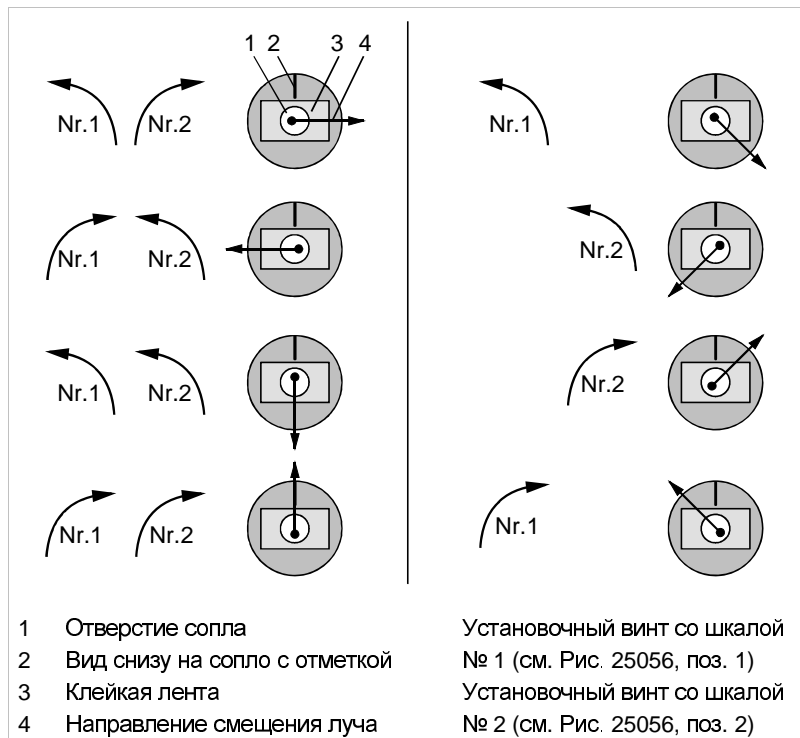 1 2 3 4
Nr.1 Nr.2
Nr.1
Nr.1 Nr.2
Nr.2
Nr.1 Nr.2
Nr.2
Nr.1 Nr.2
Nr.1
1 Отверстие сопла
2 Вид снизу на сопло с отметкой
3 Клейкая лента
4 Направление смещения луча
Установочный винт со шкалой
№ 1 (см. Рис. 25056, поз. 1)
Установочный винт со шкалой
№ 2 (см. Рис. 25056, поз. 2)